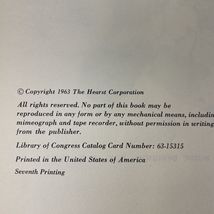 © Copyright 1963 The Hearst Corporation
All rights reserved. No part of this book may be
reproduced in any form or by any mechanical means, includin
mimeograph and tape recorder, without permission in writing
from the publisher.
Library of Congress Catalog Card Number: 63-15315
Printed in the United States of America
Seventh Printing